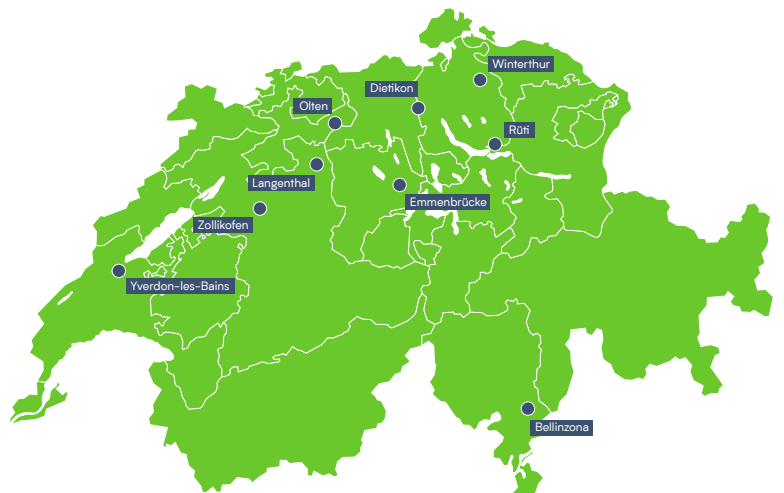 Winterthur
Dietikon
Olten
Rüti
Langenthal
Emmenbrücke
Zollikofen
Yverdon-les-Bains
Bellinzona